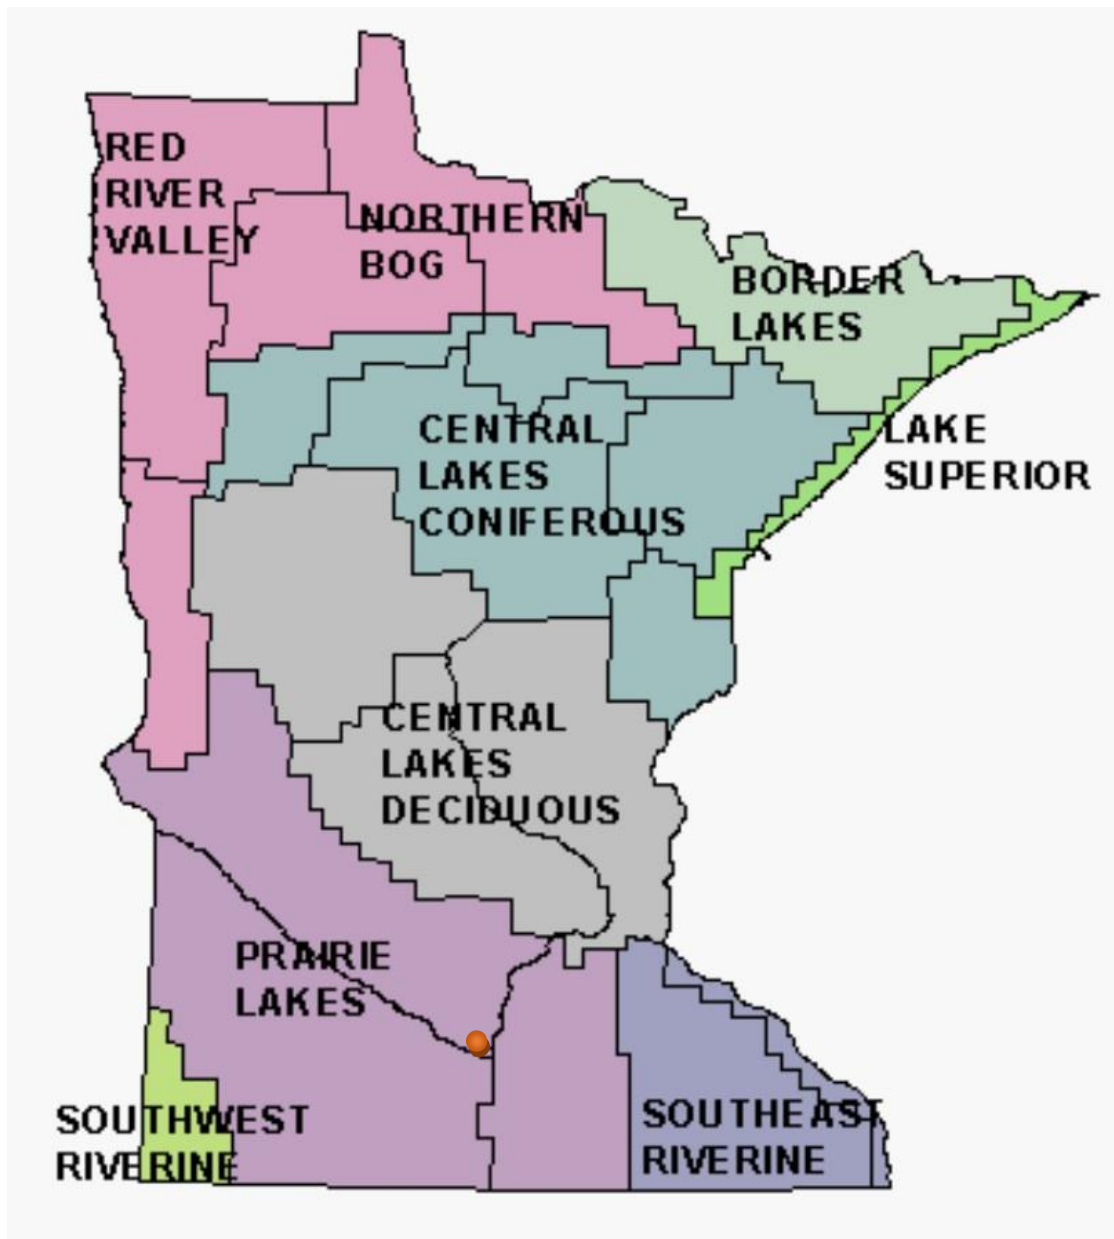 RED
RIVER
VALLEY
NORTHERN
BOG
BORDER
LAKES
CENTRAL
LAKES
CONIFEROUS
LAKE
SUPERIOR
CENTRAL
LAKES
DECIDUOUS
PRAIRIE
LAKES
SOUTHWEST
RIVERINE
SOUTHEAST
RIVERINE